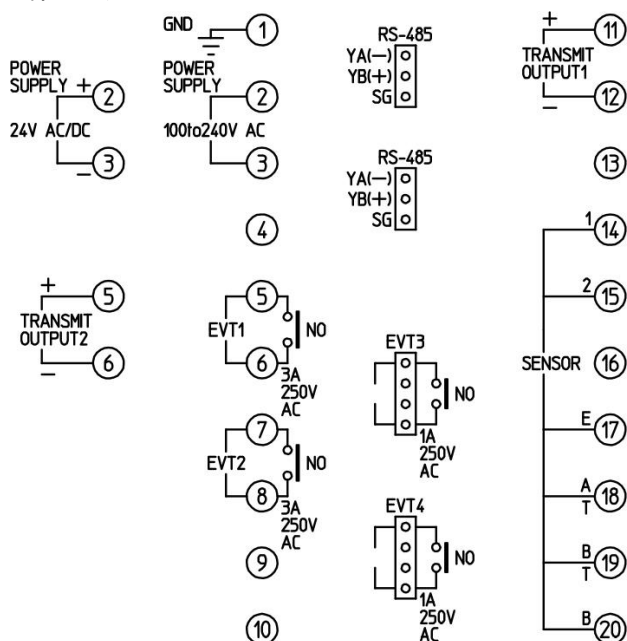 GND
1
POWER
SUPPLY
+
2
24V AC/DC
−
3
POWER
SUPPLY
2
100to240V AC
3
4
RS-485
YA(−)
YB(+)
SG
RS-485
YA(−)
YB(+)
SG
+
11
TRANSMIT
OUTPUT1
−
12
13
+
5
TRANSMIT
OUTPUT2
−
6
5
EVT1
NO
6
3A
250V
AC
7
EVT2
NO
8
3A
250V
AC
9
10
EVT3
NO
1A
250V
AC
EVT4
NO
1A
250V
AC
1
14
2
15
SENSOR
16
E
17
A
T
18
B
T
19
B
20